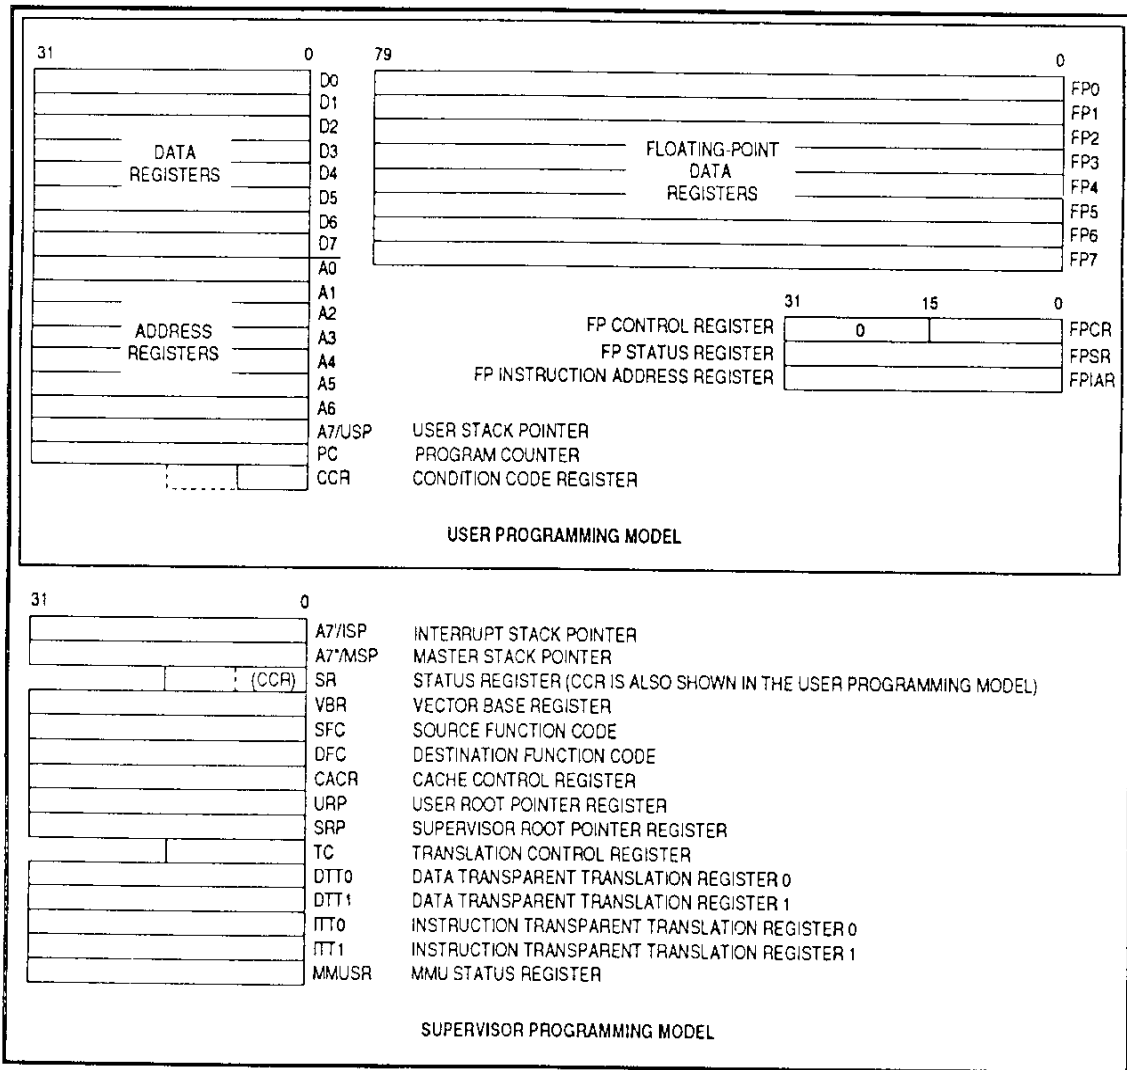 31 0 79 0
D0 FP0
D1 FP1
D2 FP2
DATA D3 FLOATING-POINT FP3
REGISTERS D4 DATA FP4
D5 REGISTERS FP5
D6 FP6
D7 FP7
A0
A1 31 15 0
A2 FP CONTROL REGISTER 0 FPCR
ADDRESS A3 FP STATUS REGISTER FPSR
REGISTERS A4 FP INSTRUCTION ADDRESS REGISTER FPIAR
A5
A6
A7/USP USER STACK POINTER
PC PROGRAM COUNTER
CCR CONDITION CODE REGISTER
USER PROGRAMMING MODEL
31 0
A7'/ISP INTERRUPT STACK POINTER
A7"/MSP MASTER STACK POINTER
(CCR) SR STATUS REGISTER (CCR IS ALSO SHOWN IN THE USER PROGRAMMING MODEL)
VBR VECTOR BASE REGISTER
SFC SOURCE FUNCTION CODE
DFC DESTINATION FUNCTION CODE
CACR CACHE CONTROL REGISTER
URP USER ROOT POINTER REGISTER
SRP SUPERVISOR ROOT POINTER REGISTER
TC TRANSLATION CONTROL REGISTER
DTT0 DATA TRANSPARENT TRANSLATION REGISTER 0
DTT1 DATA TRANSPARENT TRANSLATION REGISTER 1
ITT0 INSTRUCTION TRANSPARENT TRANSLATION REGISTER 0
ITT1 INSTRUCTION TRANSPARENT TRANSLATION REGISTER 1
MMUSR MMU STATUS REGISTER
SUPERVISOR PROGRAMMING MODEL